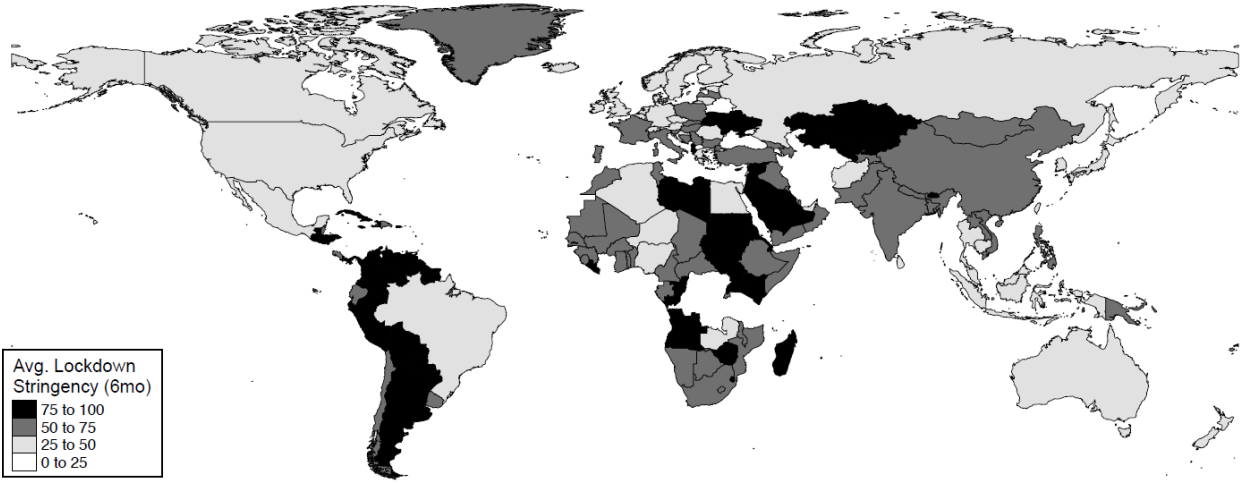 Avg. Lockdown
Stringency (6mo)
75 to 100
50 to 75
25 to 50
0 to 25